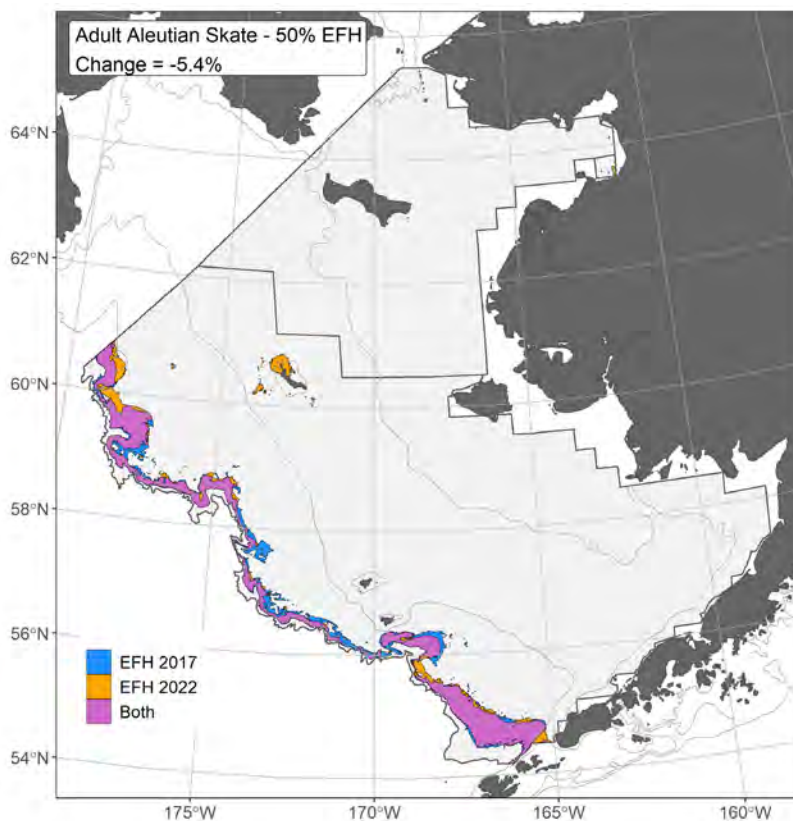 Adult Aleutian Skate - 50% EFH
Change = -5.4%
64°N
62°N
60°N
58°N
56°N
54°N
EFH 2017
EFH 2022
Both
175°W
170°W
165°W
160°W